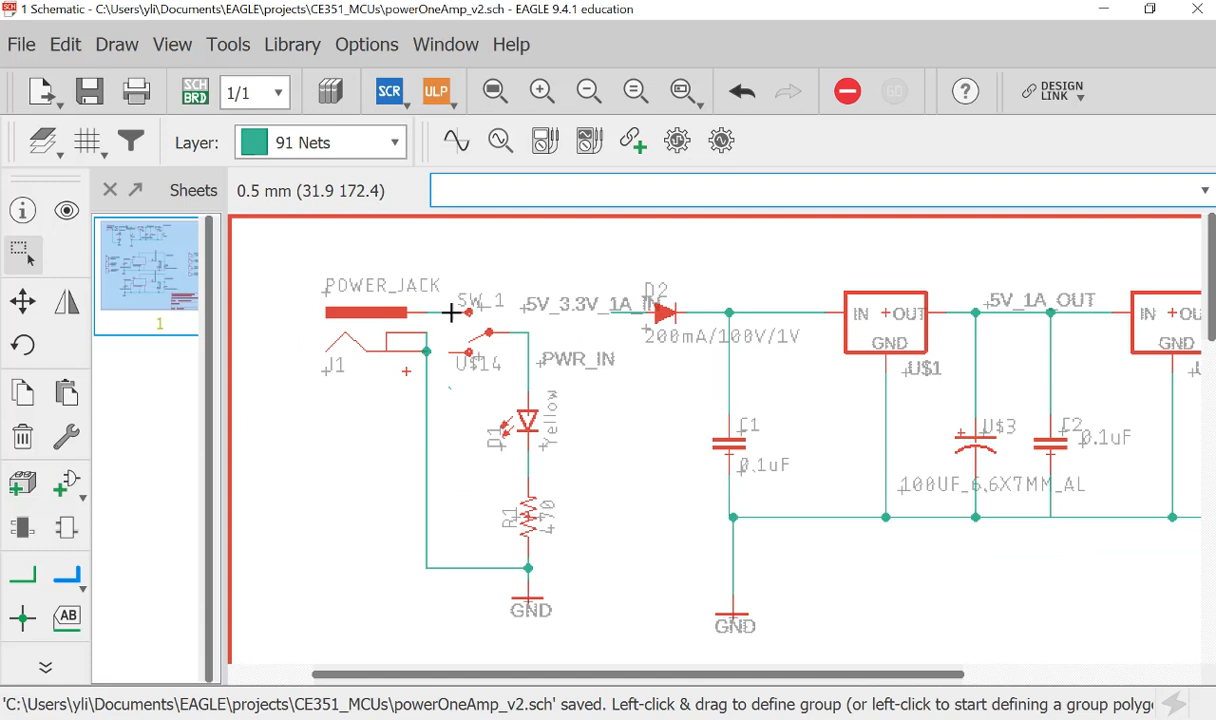 1 Schematic - C:\Users\yli\Documents\EAGLE\projects\CE351_MCUs\powerOneAmp_v2.sch - EAGLE 9.4.1 education
File Edit Draw View Tools Library Options Window Help
SCH BRD 1/1 SCR ULP GO ? DESIGN LINK
Layer: 91 Nets
Sheets 0.5 mm (31.9 172.4)
1
POWER_JACK
SW_1
5V_3.3V_1A_IN
D2
200mA/100V/1V
IN +OUT
GND
U$1
5V_1A_OUT
IN +OU
GND
J1
U$14
PWR_IN
D1
Yellow
C1
0.1uF
U$3
100UF_6.6X7MM_AL
C2
0.1uF
R1
470
GND
GND
AB
'C:\Users\yli\Documents\EAGLE\projects\CE351_MCUs\powerOneAmp_v2.sch' saved. Left-click & drag to define group (or left-click to start defining a group polyg